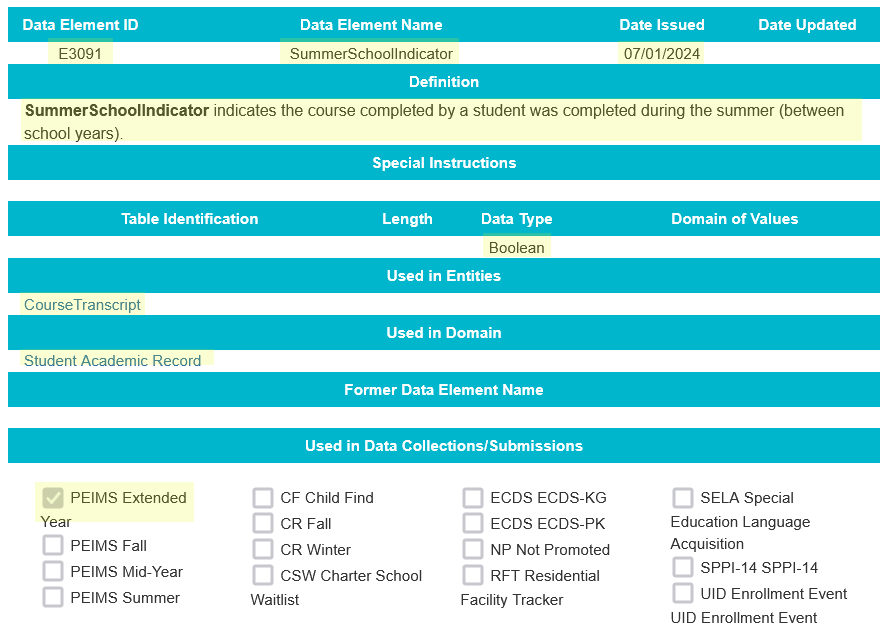 Data Element ID Data Element Name Date Issued Date Updated
E3091 SummerSchoolIndicator 07/01/2024
Definition
SummerSchoolIndicator indicates the course completed by a student was completed during the summer (between
school years).
Special Instructions
Table Identification Length Data Type Domain of Values
Boolean
Used in Entities
CourseTranscript
Used in Domain
Student Academic Record
Former Data Element Name
Used in Data Collections/Submissions
PEIMS Extended
Year
PEIMS Fall
PEIMS Mid-Year
PEIMS Summer
CF Child Find
CR Fall
CR Winter
CSW Charter School
Waitlist
ECDS ECDS-KG
ECDS ECDS-PK
NP Not Promoted
RFT Residential
Facility Tracker
SELA Special
Education Language
Acquisition
SPPI-14 SPPI-14
UID Enrollment Event
UID Enrollment Event